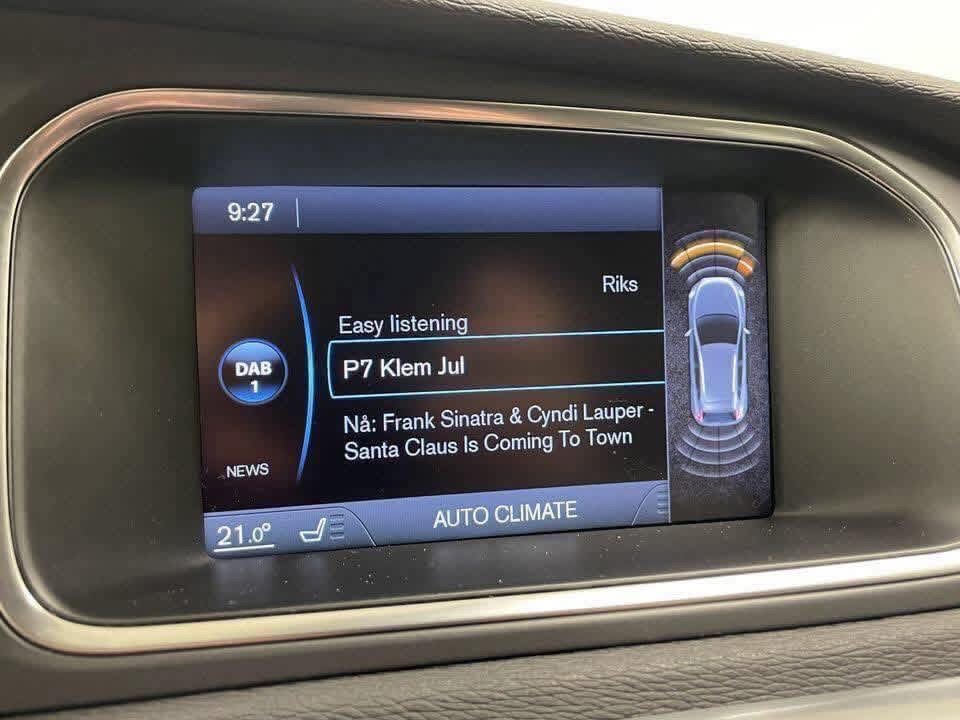 9:27
Riks
Easy listening
DAB
1
P7 Klem Jul
Nå: Frank Sinatra & Cyndi Lauper -
Santa Claus Is Coming To Town
NEWS
21.0°
AUTO CLIMATE